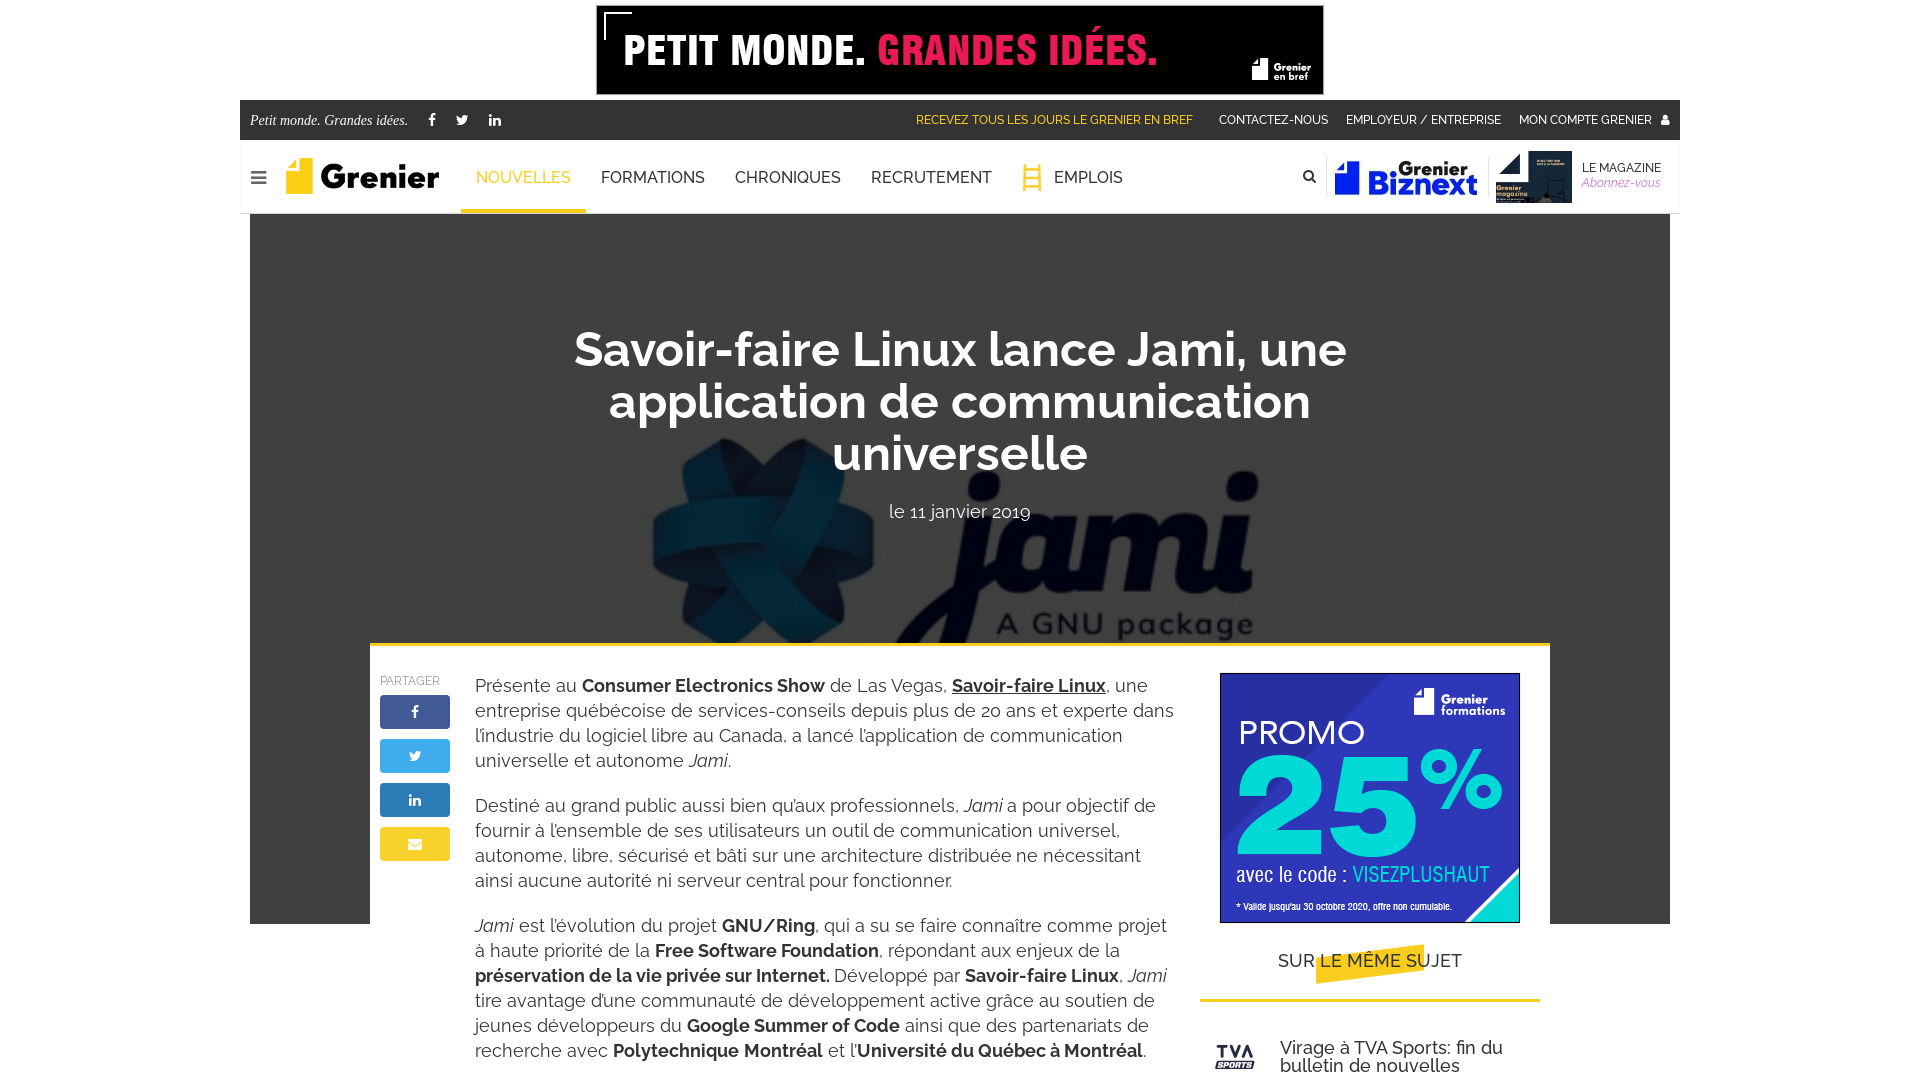 PETIT MONDE. GRANDES IDÉES.
Grenier
en bref
Petit monde. Grandes idées.
RECEVEZ TOUS LES JOURS LE GRENIER EN BREF
CONTACTEZ-NOUS
EMPLOYEUR / ENTREPRISE
MON COMPTE GRENIER
Grenier
NOUVELLES
FORMATIONS
CHRONIQUES
RECRUTEMENT
EMPLOIS
Grenier
Biznext
Grenier
magazine
LE MAGAZINE
Abonnez-vous
Savoir-faire Linux lance Jami, une
application de communication
universelle
le 11 janvier 2019
jami
A GNU package
PARTAGER
Présente au Consumer Electronics Show de Las Vegas, Savoir-faire Linux, une
entreprise québécoise de services-conseils depuis plus de 20 ans et experte dans
l’industrie du logiciel libre au Canada, a lancé l’application de communication
universelle et autonome Jami.
Destiné au grand public aussi bien qu’aux professionnels, Jami a pour objectif de
fournir à l’ensemble de ses utilisateurs un outil de communication universel,
autonome, libre, sécurisé et bâti sur une architecture distribuée ne nécessitant
ainsi aucune autorité ni serveur central pour fonctionner.
Jami est l’évolution du projet GNU/Ring, qui a su se faire connaître comme projet
à haute priorité de la Free Software Foundation, répondant aux enjeux de la
préservation de la vie privée sur Internet. Développé par Savoir-faire Linux, Jami
tire avantage d’une communauté de développement active grâce au soutien de
jeunes développeurs du Google Summer of Code ainsi que des partenariats de
recherche avec Polytechnique Montréal et l’Université du Québec à Montréal.
Grenier
formations
PROMO
25%
avec le code : VISEZPLUSHAUT
* Valide jusqu'au 30 octobre 2020, offre non cumulable.
SUR LE MÊME SUJET
TVA
SPORTS
Virage à TVA Sports: fin du
bulletin de nouvelles